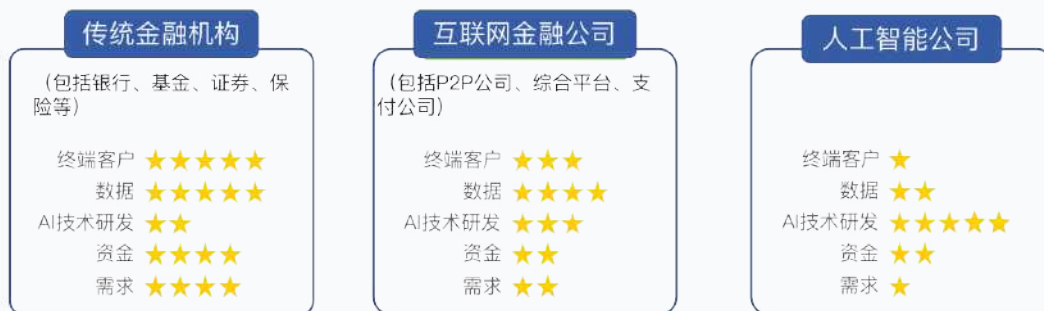 传统金融机构
（包括银行、基金、证券、保
险等）
终端客户 ★★★★★
数据 ★★★★★
AI技术研发 ★★
资金 ★★★★
需求 ★★★★
互联网金融公司
（包括P2P公司、综合平台、支
付公司）
终端客户 ★★★
数据 ★★★★
AI技术研发 ★★★
资金 ★★
需求 ★★
人工智能公司
终端客户 ★
数据 ★★
AI技术研发 ★★★★★
资金 ★★
需求 ★